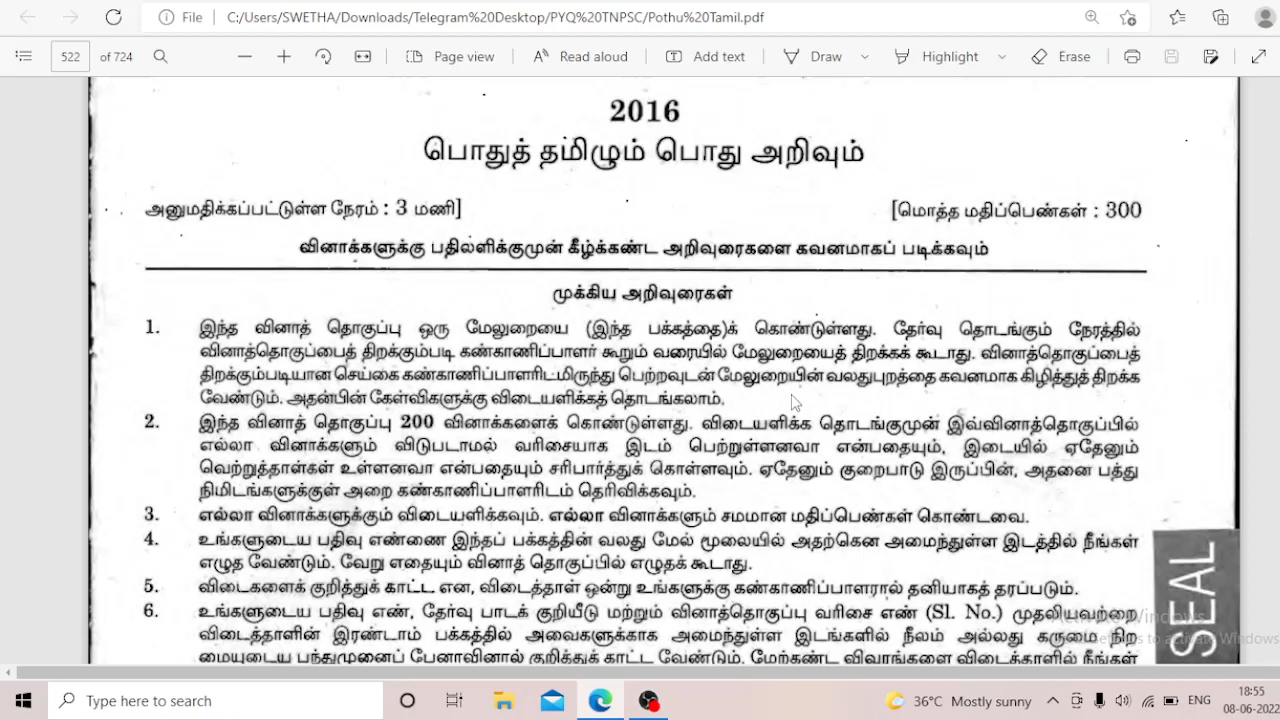 File C:/Users/SWETHA/Downloads/Telegram%20Desktop/PYQ%20TNPSC/Pothu%20Tamil.pdf
522 of 724 Page view Read aloud Add text Draw Highlight Erase
2016
பொதுத் தமிழும் பொது அறிவும்
அனுமதிக்கப்பட்டுள்ள நேரம் : 3 மணி] [மொத்த மதிப்பெண்கள் : 300
வினாக்களுக்கு பதிலளிக்குமுன் கீழ்க்கண்ட அறிவுரைகளை கவனமாகப் படிக்கவும்
முக்கிய அறிவுரைகள்
1. இந்த வினாத் தொகுப்பு ஒரு மேலுறையை (இந்த பக்கத்தை)க் கொண்டுள்ளது. தேர்வு தொடங்கும் நேரத்தில்
வினாத்தொகுப்பைத் திறக்கும்படி கண்காணிப்பாளர் கூறும் வரையில் மேலுறையைத் திறக்கக் கூடாது. வினாத்தொகுப்பைத்
திறக்கும்படியான செய்கை கண்காணிப்பாளரிடமிருந்து பெற்றவுடன் மேலுறையின் வலதுபுறத்தை கவனமாக கிழித்துத் திறக்க
வேண்டும். அதன்பின் கேள்விகளுக்கு விடையளிக்கத் தொடங்கலாம்.
2. இந்த வினாத் தொகுப்பு 200 வினாக்களைக் கொண்டுள்ளது. விடையளிக்க தொடங்குமுன் இவ்வினாத்தொகுப்பில்
எல்லா வினாக்களும் விடுபடாமல் வரிசையாக இடம் பெற்றுள்ளனவா என்பதையும், இடையில் ஏதேனும்
வெற்றுத்தாள்கள் உள்ளனவா என்பதையும் சரிபார்த்துக் கொள்ளவும். ஏதேனும் குறைபாடு இருப்பின், அதனை பத்து
நிமிடங்களுக்குள் அறை கண்காணிப்பாளரிடம் தெரிவிக்கவும்.
3. எல்லா வினாக்களுக்கும் விடையளிக்கவும். எல்லா வினாக்களும் சமமான மதிப்பெண்கள் கொண்டவை.
4. உங்களுடைய பதிவு எண்ணை இந்தப் பக்கத்தின் வலது மேல் மூலையில் அதற்கென அமைந்துள்ள இடத்தில் நீங்கள்
எழுத வேண்டும். வேறு எதையும் வினாத் தொகுப்பில் எழுதக் கூடாது.
5. விடைகளைக் குறித்துக் காட்ட என, விடைத்தாள் ஒன்று உங்களுக்கு கண்காணிப்பாளரால் தனியாகத் தரப்படும்.
6. உங்களுடைய பதிவு எண், தேர்வு பாடக் குறியீடு மற்றும் வினாத்தொகுப்பு வரிசை எண் (Sl. No.) முதலியவற்றை
விடைத்தாளின் இரண்டாம் பக்கத்தில் அவைகளுக்காக அமைந்துள்ள இடங்களில் நீலம் அல்லது கருமை நிற
மையுடைய பந்துமுனைப் பேனாவினால் குறித்துக் காட்ட வேண்டும். மேற்கண்ட விவரங்களை விடைத்தாளில் நீங்கள்
SEAL
Type here to search
36°C Mostly sunny ENG 18:55
08-06-2022